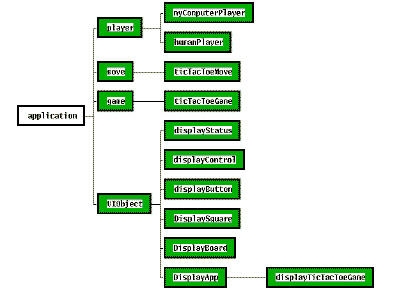 myComputerPlayer
player
humanPlayer
move
ticTacToeMove
game
ticTacToeGame
application
displayStatus
displayControl
displayButton
DisplaySquare
UIObject
DisplayBoard
DisplayApp
displayTicTacToeGame